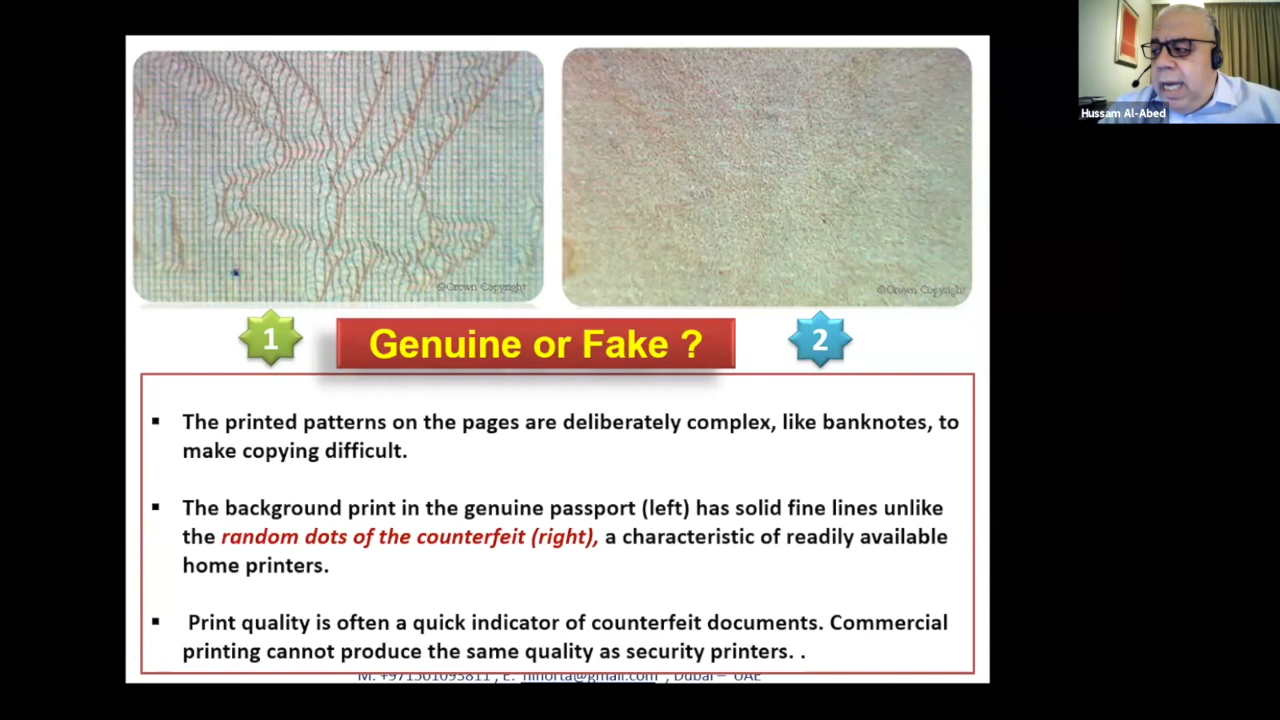 Hussam Al-Abed
©Crown Copyright
©Crown Copyright
1
Genuine or Fake ?
2
▪ The printed patterns on the pages are deliberately complex, like banknotes, to
make copying difficult.
▪ The background print in the genuine passport (left) has solid fine lines unlike
the random dots of the counterfeit (right), a characteristic of readily available
home printers.
▪ Print quality is often a quick indicator of counterfeit documents. Commercial
printing cannot produce the same quality as security printers. .
Dubai – UAE